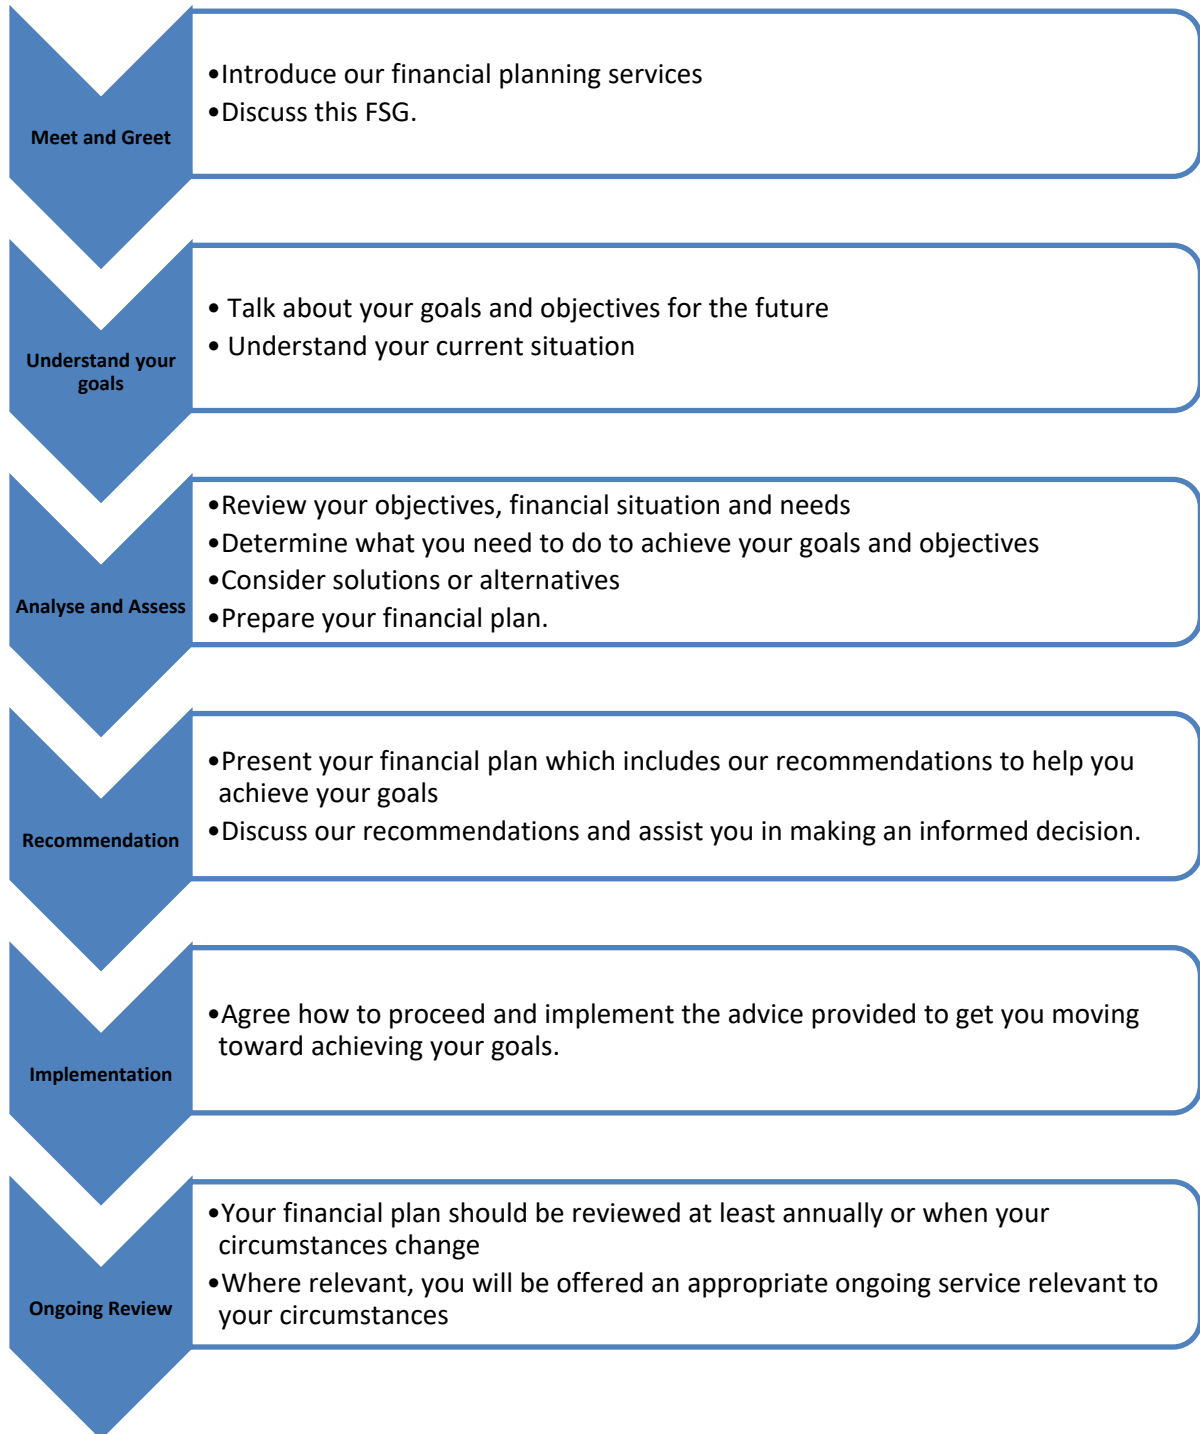 Meet and Greet
•Introduce our financial planning services
•Discuss this FSG.
Understand your
goals
• Talk about your goals and objectives for the future
• Understand your current situation
Analyse and Assess
•Review your objectives, financial situation and needs
•Determine what you need to do to achieve your goals and objectives
•Consider solutions or alternatives
•Prepare your financial plan.
Recommendation
•Present your financial plan which includes our recommendations to help you
achieve your goals
•Discuss our recommendations and assist you in making an informed decision.
Implementation
•Agree how to proceed and implement the advice provided to get you moving
toward achieving your goals.
Ongoing Review
•Your financial plan should be reviewed at least annually or when your
circumstances change
•Where relevant, you will be offered an appropriate ongoing service relevant to
your circumstances